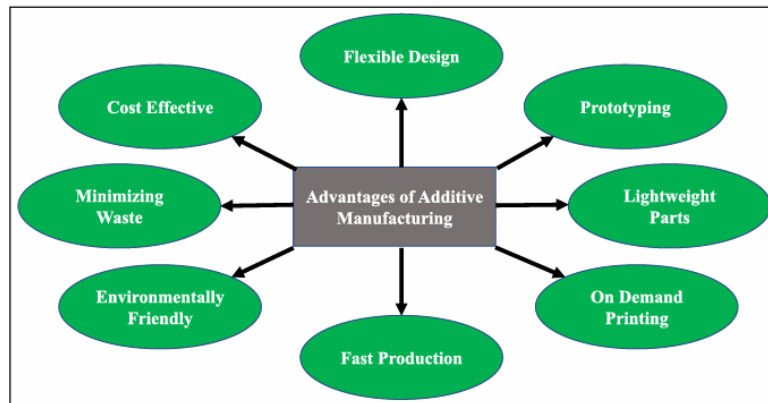 Flexible Design
Cost Effective
Prototyping
Advantages of Additive
Manufacturing
Minimizing
Waste
Lightweight
Parts
Environmentally
Friendly
On Demand
Printing
Fast Production